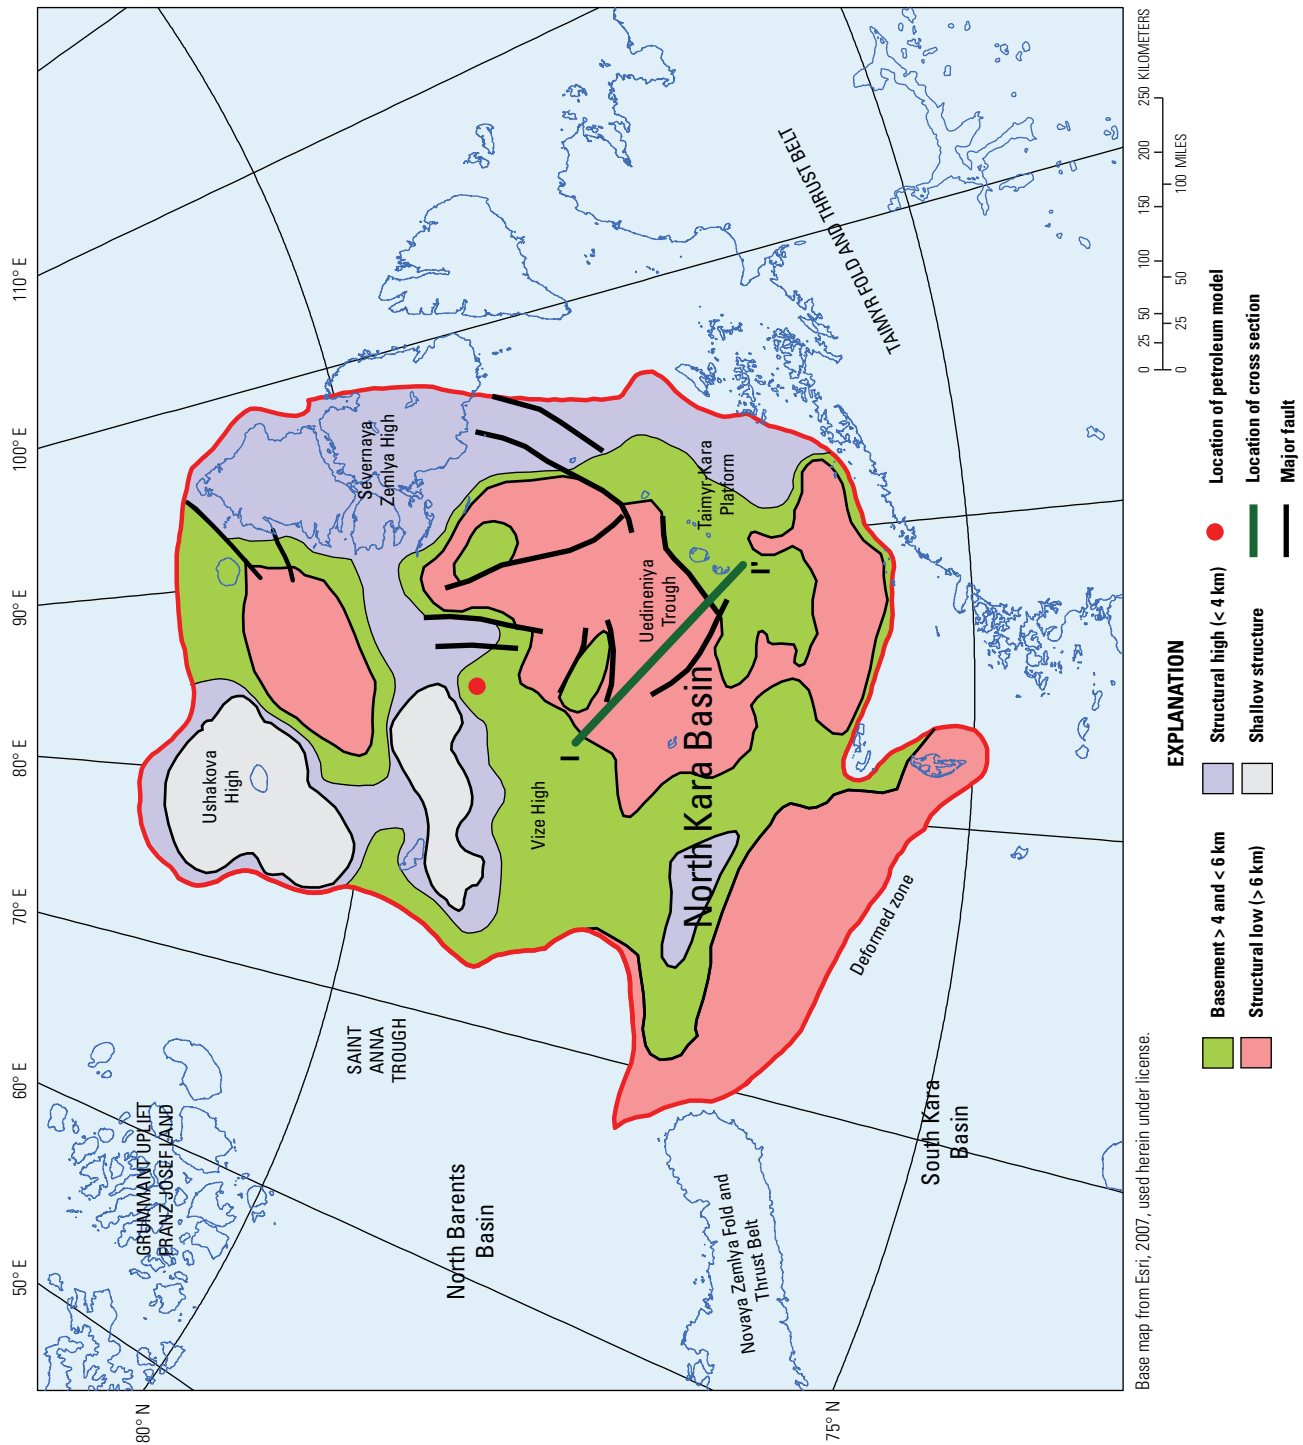 50° E
60° E
70° E
80° E
90° E
100° E
110° E
80° N
75° N
GRUMMANT UPLIFT
FRANZ JOSEF LAND
SAINT
ANNA
TROUGH
North Barents
Basin
Novaya Zemlya Fold and
Thrust Belt
South Kara
Basin
Ushakova
High
Severnaya
Zemlya High
Vize High
Uedineniya
Trough
Taimyr-Kara
Platform
North Kara Basin
I
I'
Deformed zone
TAIMYR FOLD AND THRUST BELT
Base map from Esri, 2007, used herein under license.
0 25 50 100 150 200 250 KILOMETERS
0 25 50 100 MILES
EXPLANATION
Basement > 4 and < 6 km
Structural low (> 6 km)
Structural high (< 4 km)
Shallow structure
Location of petroleum model
Location of cross section
Major fault